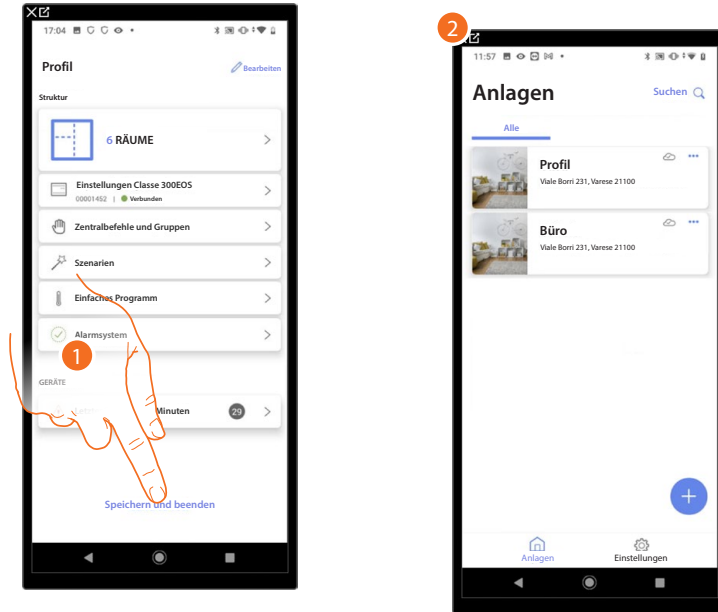 17:04
Profil
Bearbeiten
Struktur
6 RÄUME
Einstellungen Classe 300EOS
00001452 | Verbunden
Zentralbefehle und Gruppen
Szenarien
Einfaches Programm
Alarmsystem
1
GERÄTE
Minuten 29
Speichern und beenden
2
11:57
Anlagen
Suchen
Alle
Profil
Viale Borri 231, Varese 21100
Büro
Viale Borri 231, Varese 21100
+
Anlagen
Einstellungen